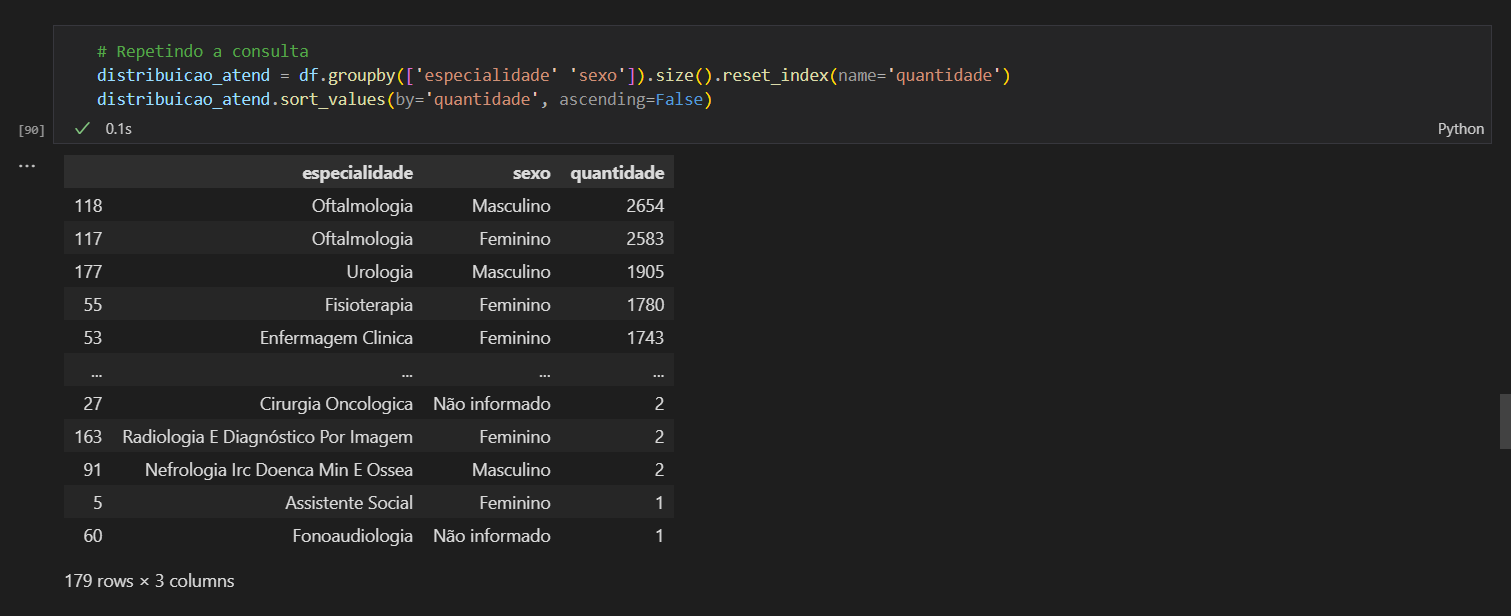 # Repetindo a consulta
distribuicao_atend = df.groupby(['especialidade' 'sexo']).size().reset_index(name='quantidade')
distribuicao_atend.sort_values(by='quantidade', ascending=False)
[90] ✓ 0.1s Python
...
especialidade sexo quantidade
118 Oftalmologia Masculino 2654
117 Oftalmologia Feminino 2583
177 Urologia Masculino 1905
55 Fisioterapia Feminino 1780
53 Enfermagem Clinica Feminino 1743
... ... ... ...
27 Cirurgia Oncologica Não informado 2
163 Radiologia E Diagnóstico Por Imagem Feminino 2
91 Nefrologia Irc Doenca Min E Ossea Masculino 2
5 Assistente Social Feminino 1
60 Fonoaudiologia Não informado 1
179 rows × 3 columns